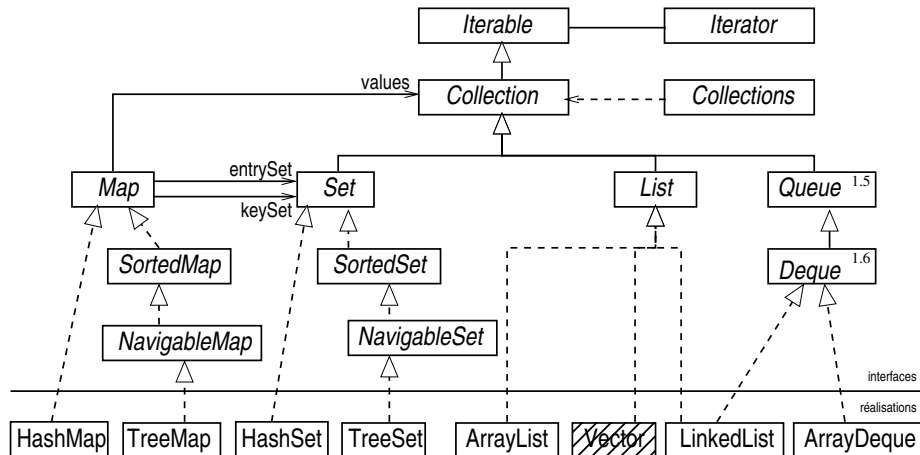 Iterable
Iterator
values
Collection
Collections
entrySet
Map
Set
List
Queue 1.5
keySet
SortedMap
SortedSet
Deque 1.6
NavigableMap
NavigableSet
interfaces
réalisations
HashMap
TreeMap
HashSet
TreeSet
ArrayList
Vector
LinkedList
ArrayDeque